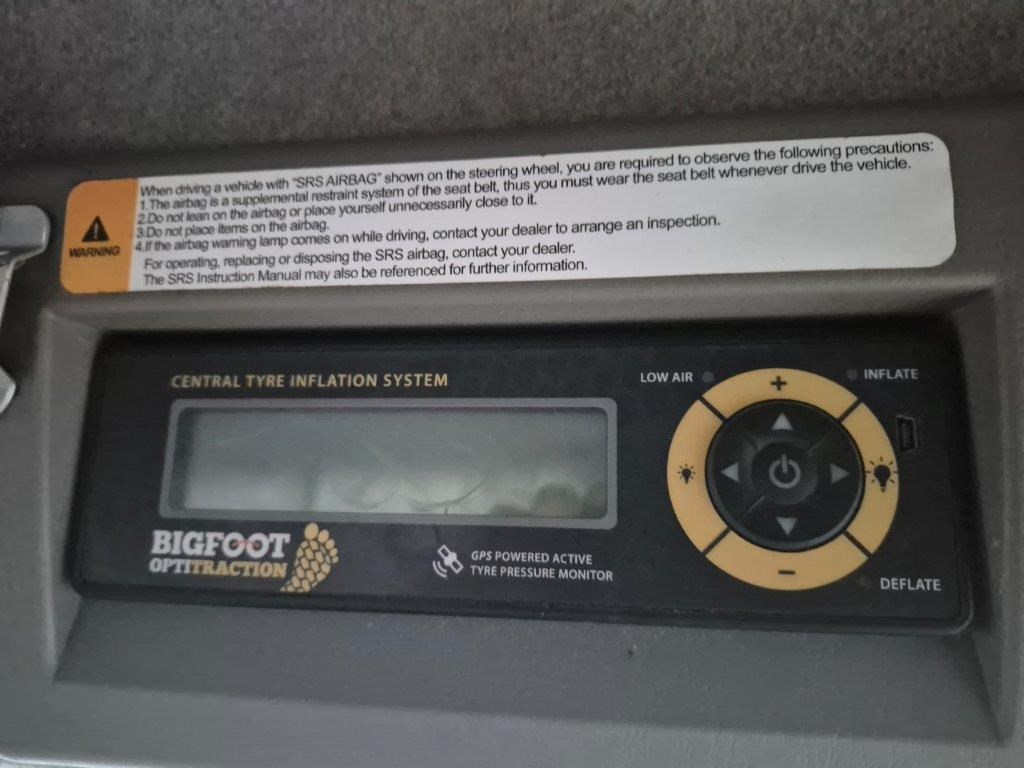 When driving a vehicle with "SRS AIRBAG" shown on the steering wheel, you are required to observe the following precautions:
1.The airbag is a supplemental restraint system of the seat belt, thus you must wear the seat belt whenever drive the vehicle.
2.Do not lean on the airbag or place yourself unnecessarily close to it.
3.Do not place items on the airbag.
4.If the airbag warning lamp comes on while driving, contact your dealer to arrange an inspection.
For operating, replacing or disposing the SRS airbag, contact your dealer.
The SRS Instruction Manual may also be referenced for further information.
WARNING
CENTRAL TYRE INFLATION SYSTEM
LOW AIR
INFLATE
+
−
BIGFOOT
OPTITRACTION
GPS POWERED ACTIVE
TYRE PRESSURE MONITOR
DEFLATE